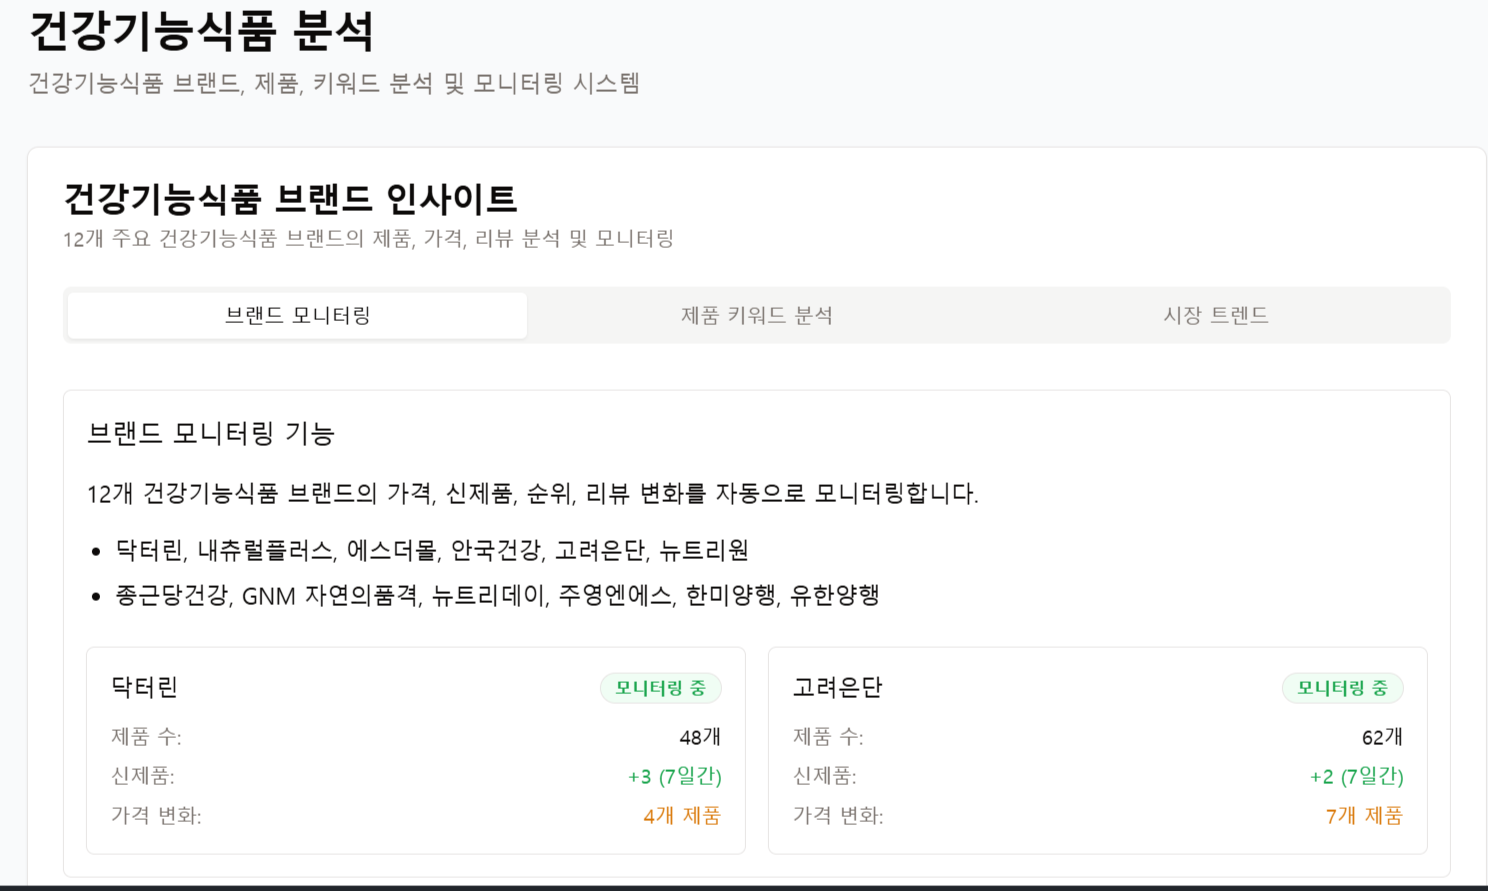 건강기능식품 분석
건강기능식품 브랜드, 제품, 키워드 분석 및 모니터링 시스템
건강기능식품 브랜드 인사이트
12개 주요 건강기능식품 브랜드의 제품, 가격, 리뷰 분석 및 모니터링
브랜드 모니터링 제품 키워드 분석 시장 트렌드
브랜드 모니터링 기능
12개 건강기능식품 브랜드의 가격, 신제품, 순위, 리뷰 변화를 자동으로 모니터링합니다.
• 닥터린, 내츄럴플러스, 에스더몰, 안국건강, 고려은단, 뉴트리원
• 종근당건강, GNM 자연의품격, 뉴트리데이, 주영엔에스, 한미양행, 유한양행
닥터린 모니터링 중
제품 수: 48개
신제품: +3 (7일간)
가격 변화: 4개 제품
고려은단 모니터링 중
제품 수: 62개
신제품: +2 (7일간)
가격 변화: 7개 제품